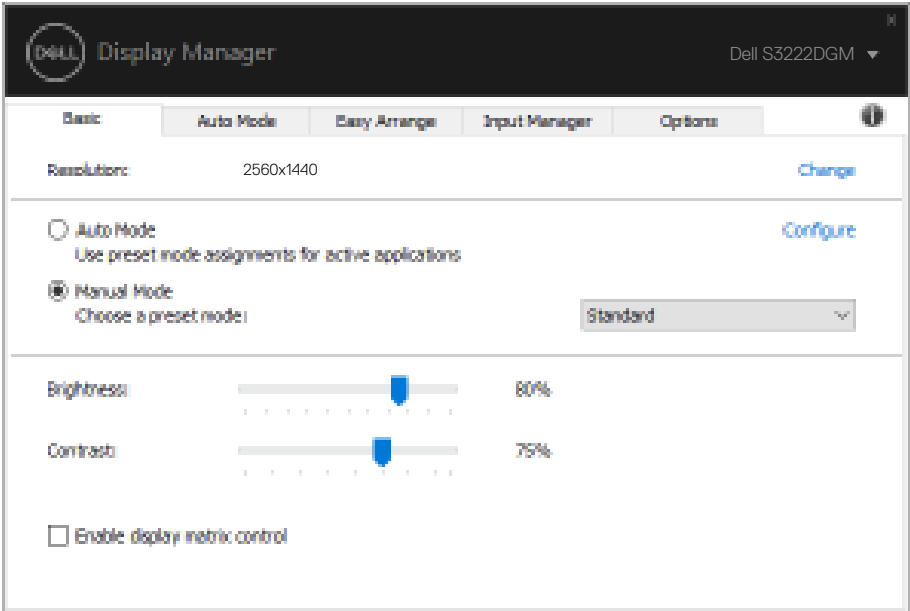 DELL Display Manager
Dell S3222DGM
Basic Auto Mode Easy Arrange Input Manager Options
Resolution: 2560x1440 Change
Auto Mode Configure
Use preset mode assignments for active applications
Manual Mode
Choose a preset mode: Standard
Brightness: 80%
Contrast: 75%
Enable display matrix control